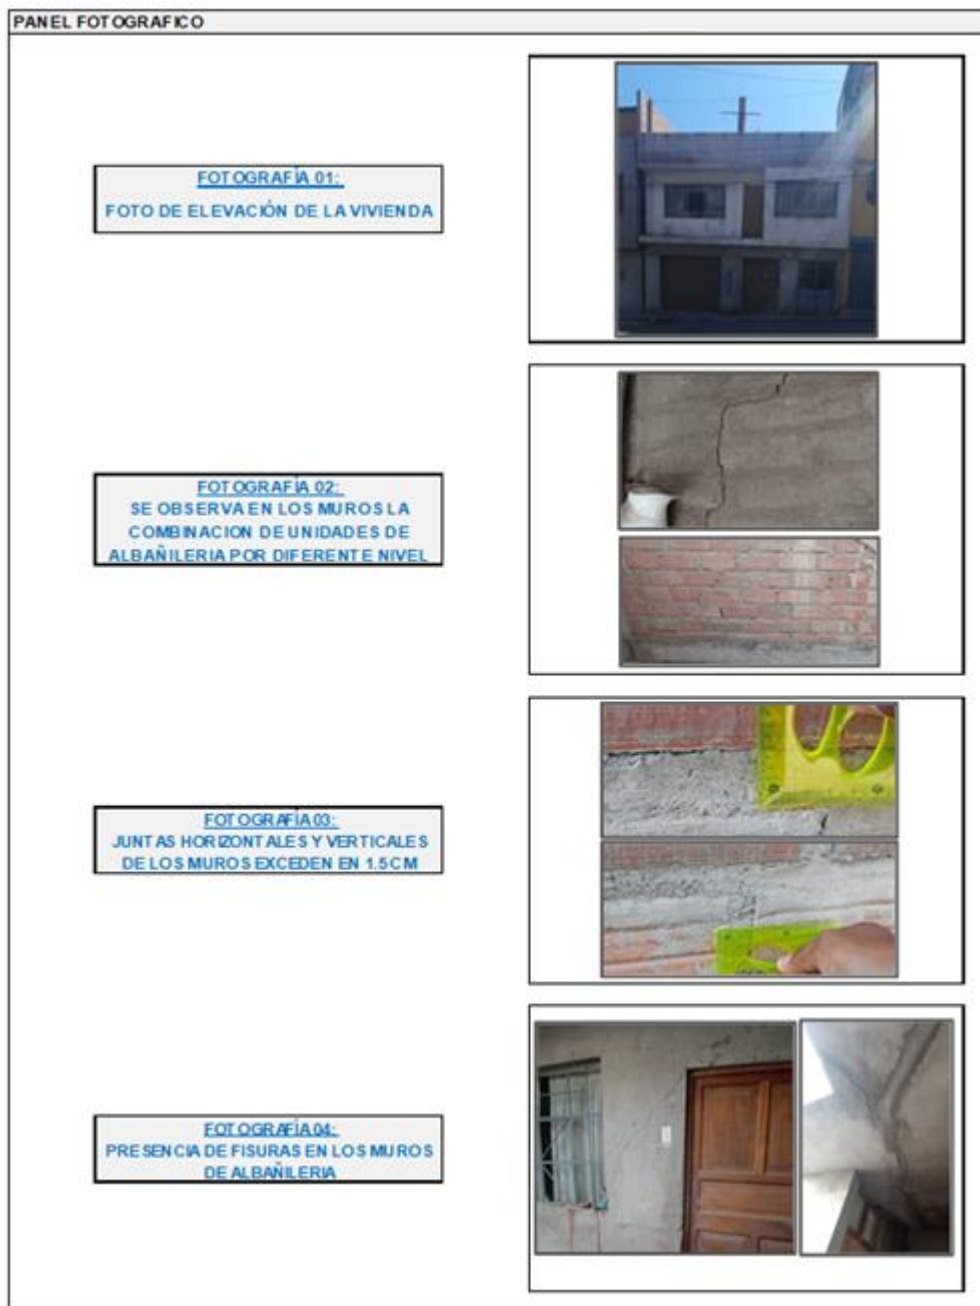 PANEL FOTOGRAFICO
FOTOGRAFÍA 01:
FOTO DE ELEVACIÓN DE LA VIVIENDA
FOTOGRAFÍA 02:
SE OBSERVA EN LOS MUROS LA
COMBINACION DE UNIDADES DE
ALBAÑILERIA POR DIFERENTE NIVEL
FOTOGRAFÍA 03:
JUNTAS HORIZONTALES Y VERTICALES
DE LOS MUROS EXCEDEN EN 1.5CM
FOTOGRAFÍA 04:
PRESENCIA DE FISURAS EN LOS MUROS
DE ALBAÑILERIA